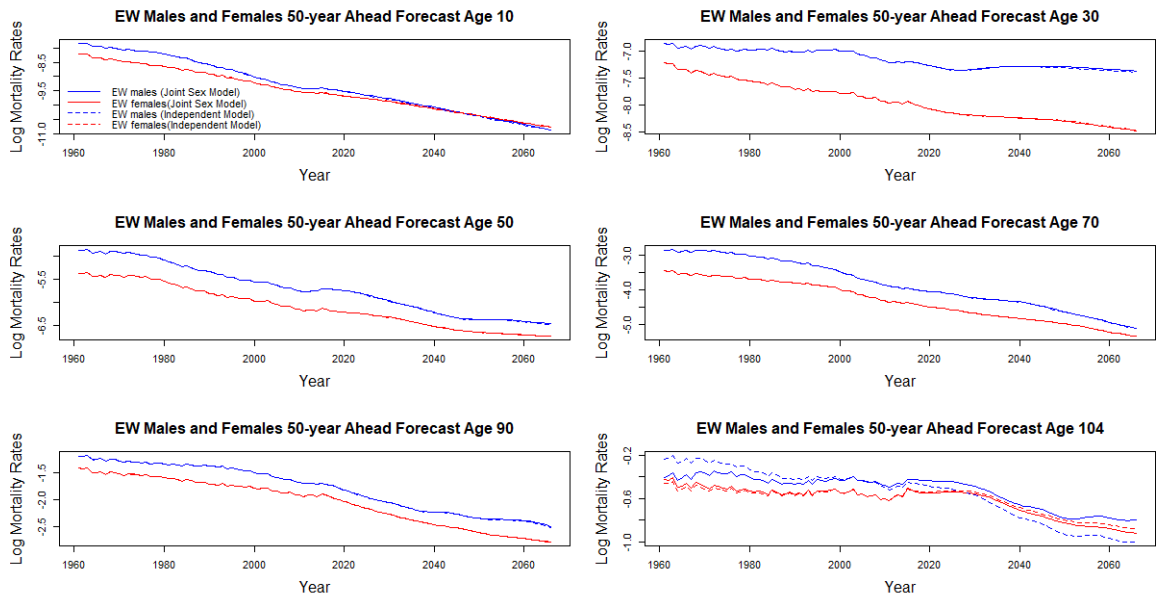 EW Males and Females 50-year Ahead Forecast Age 10
Log Mortality Rates
-8.5
-9.5
-11.0
EW males (Joint Sex Model)
EW females(Joint Sex Model)
EW males (Independent Model)
EW females(Independent Model)
1960 1980 2000 2020 2040 2060
Year
EW Males and Females 50-year Ahead Forecast Age 30
Log Mortality Rates
-7.0
-7.5
-8.0
-8.5
1960 1980 2000 2020 2040 2060
Year
EW Males and Females 50-year Ahead Forecast Age 50
Log Mortality Rates
-5.5
-6.5
1960 1980 2000 2020 2040 2060
Year
EW Males and Females 50-year Ahead Forecast Age 70
Log Mortality Rates
-3.0
-4.0
-5.0
1960 1980 2000 2020 2040 2060
Year
EW Males and Females 50-year Ahead Forecast Age 90
Log Mortality Rates
-1.5
-2.0
-2.5
1960 1980 2000 2020 2040 2060
Year
EW Males and Females 50-year Ahead Forecast Age 104
Log Mortality Rates
-0.2
-0.6
-1.0
1960 1980 2000 2020 2040 2060
Year